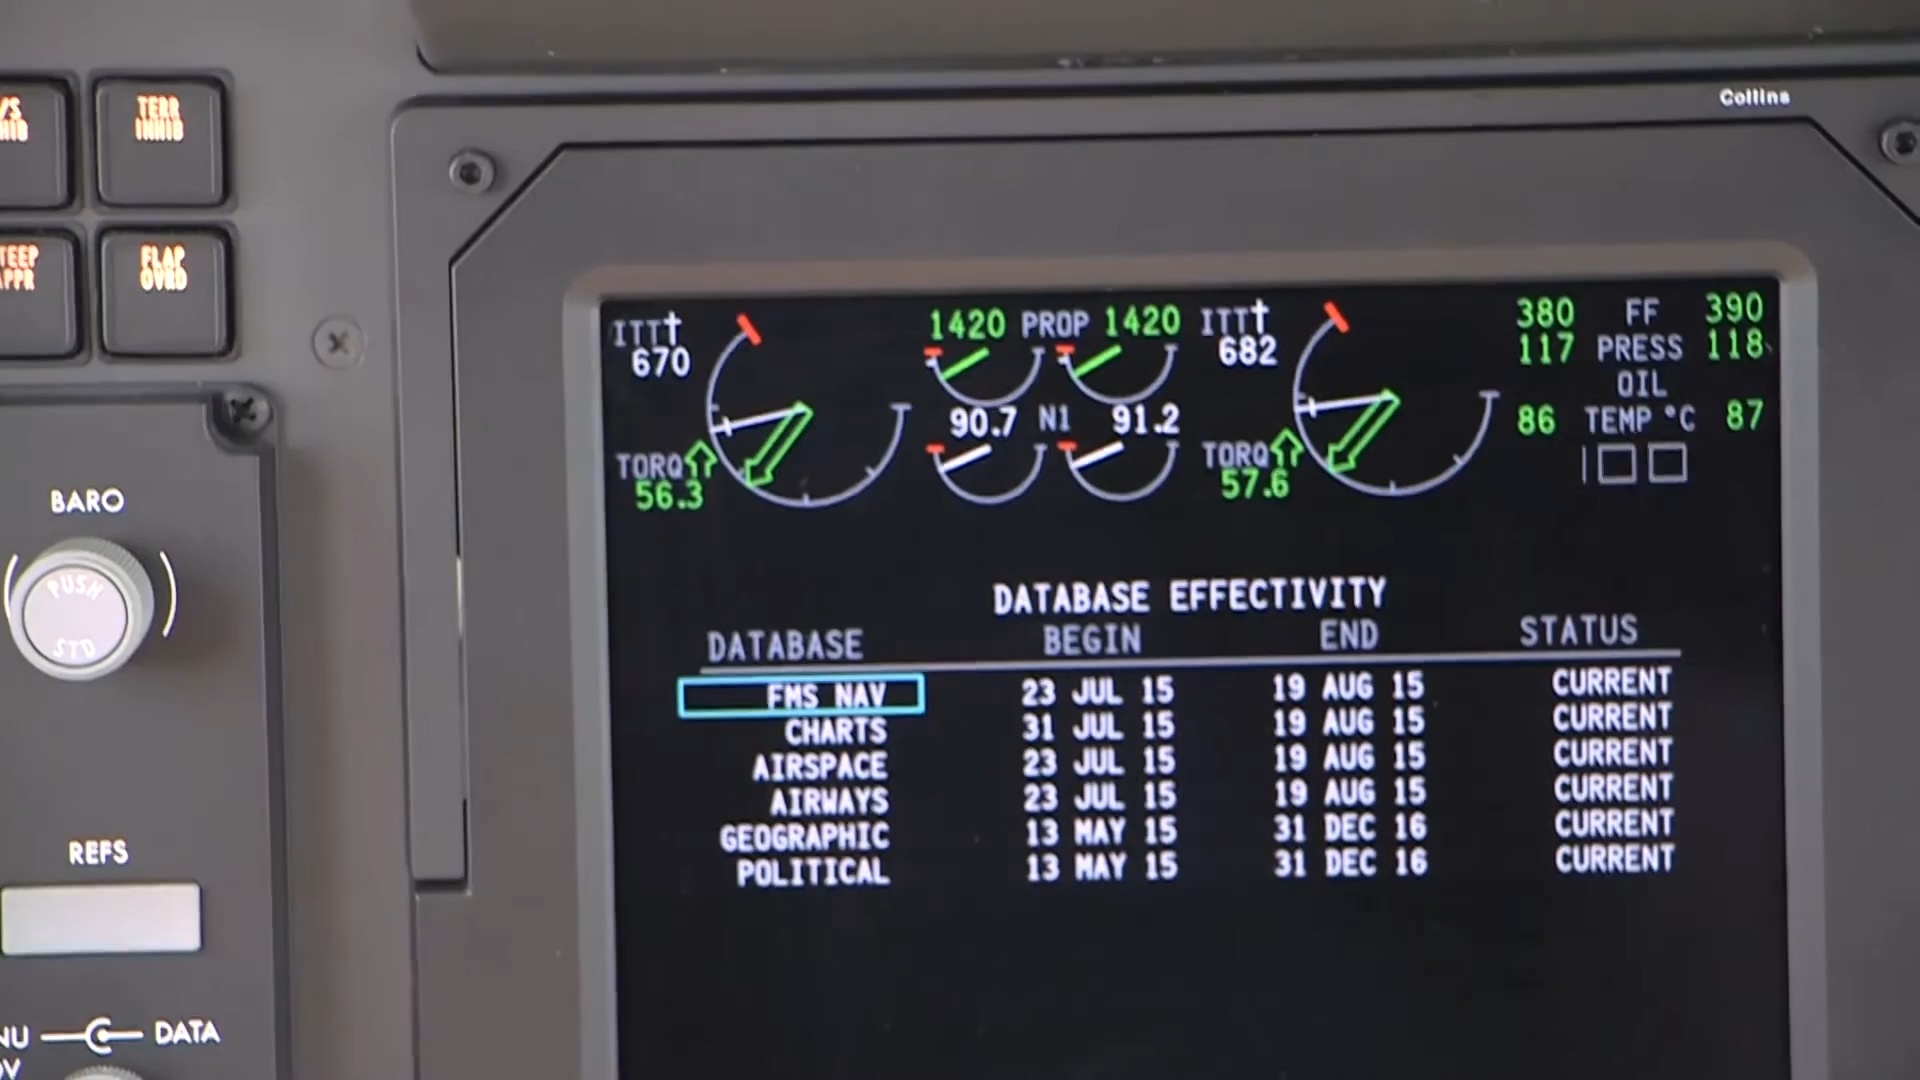 Collins
TERR
INHIB
FLAP
OVRD
BARO
PUSH
STD
REFS
DATA
ITT† 1420 PROP 1420 ITT† 380 FF 390
670 682 117 PRESS 118
OIL
90.7 N1 91.2 86 TEMP °C 87
TORQ TORQ
56.3 57.6
DATABASE EFFECTIVITY
DATABASE BEGIN END STATUS
FMS NAV 23 JUL 15 19 AUG 15 CURRENT
CHARTS 31 JUL 15 19 AUG 15 CURRENT
AIRSPACE 23 JUL 15 19 AUG 15 CURRENT
AIRWAYS 23 JUL 15 19 AUG 15 CURRENT
GEOGRAPHIC 13 MAY 15 31 DEC 16 CURRENT
POLITICAL 13 MAY 15 31 DEC 16 CURRENT